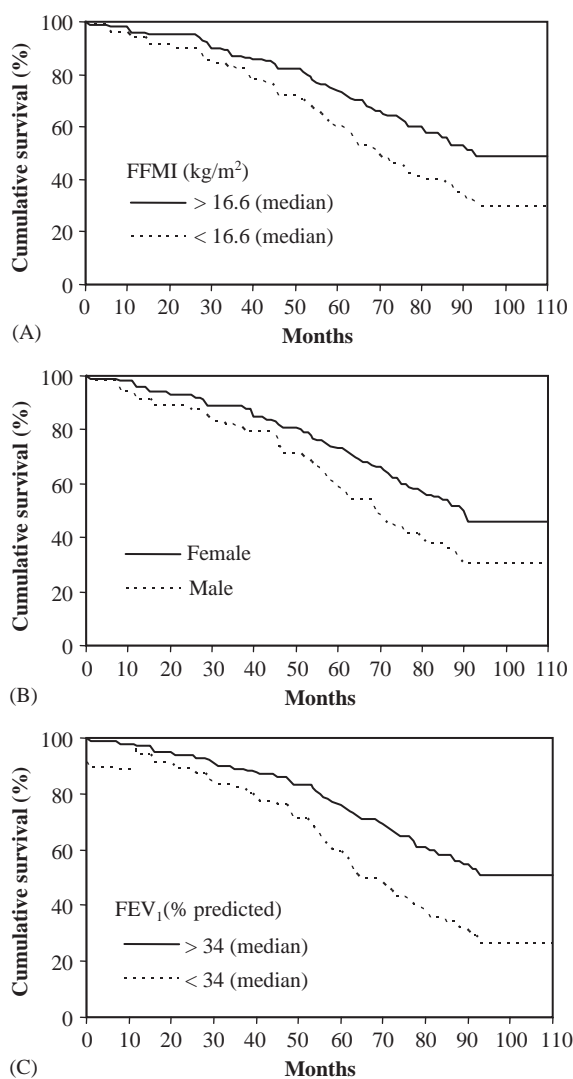 100
80
60
40
20
0
Cumulative survival (%)
FFMI (kg/m²)
> 16.6 (median)
< 16.6 (median)
0 10 20 30 40 50 60 70 80 90 100 110
Months
(A)
100
80
60
40
20
0
Cumulative survival (%)
Female
Male
0 10 20 30 40 50 60 70 80 90 100 110
Months
(B)
100
80
60
40
20
0
Cumulative survival (%)
FEV₁(% predicted)
> 34 (median)
< 34 (median)
0 10 20 30 40 50 60 70 80 90 100 110
Months
(C)